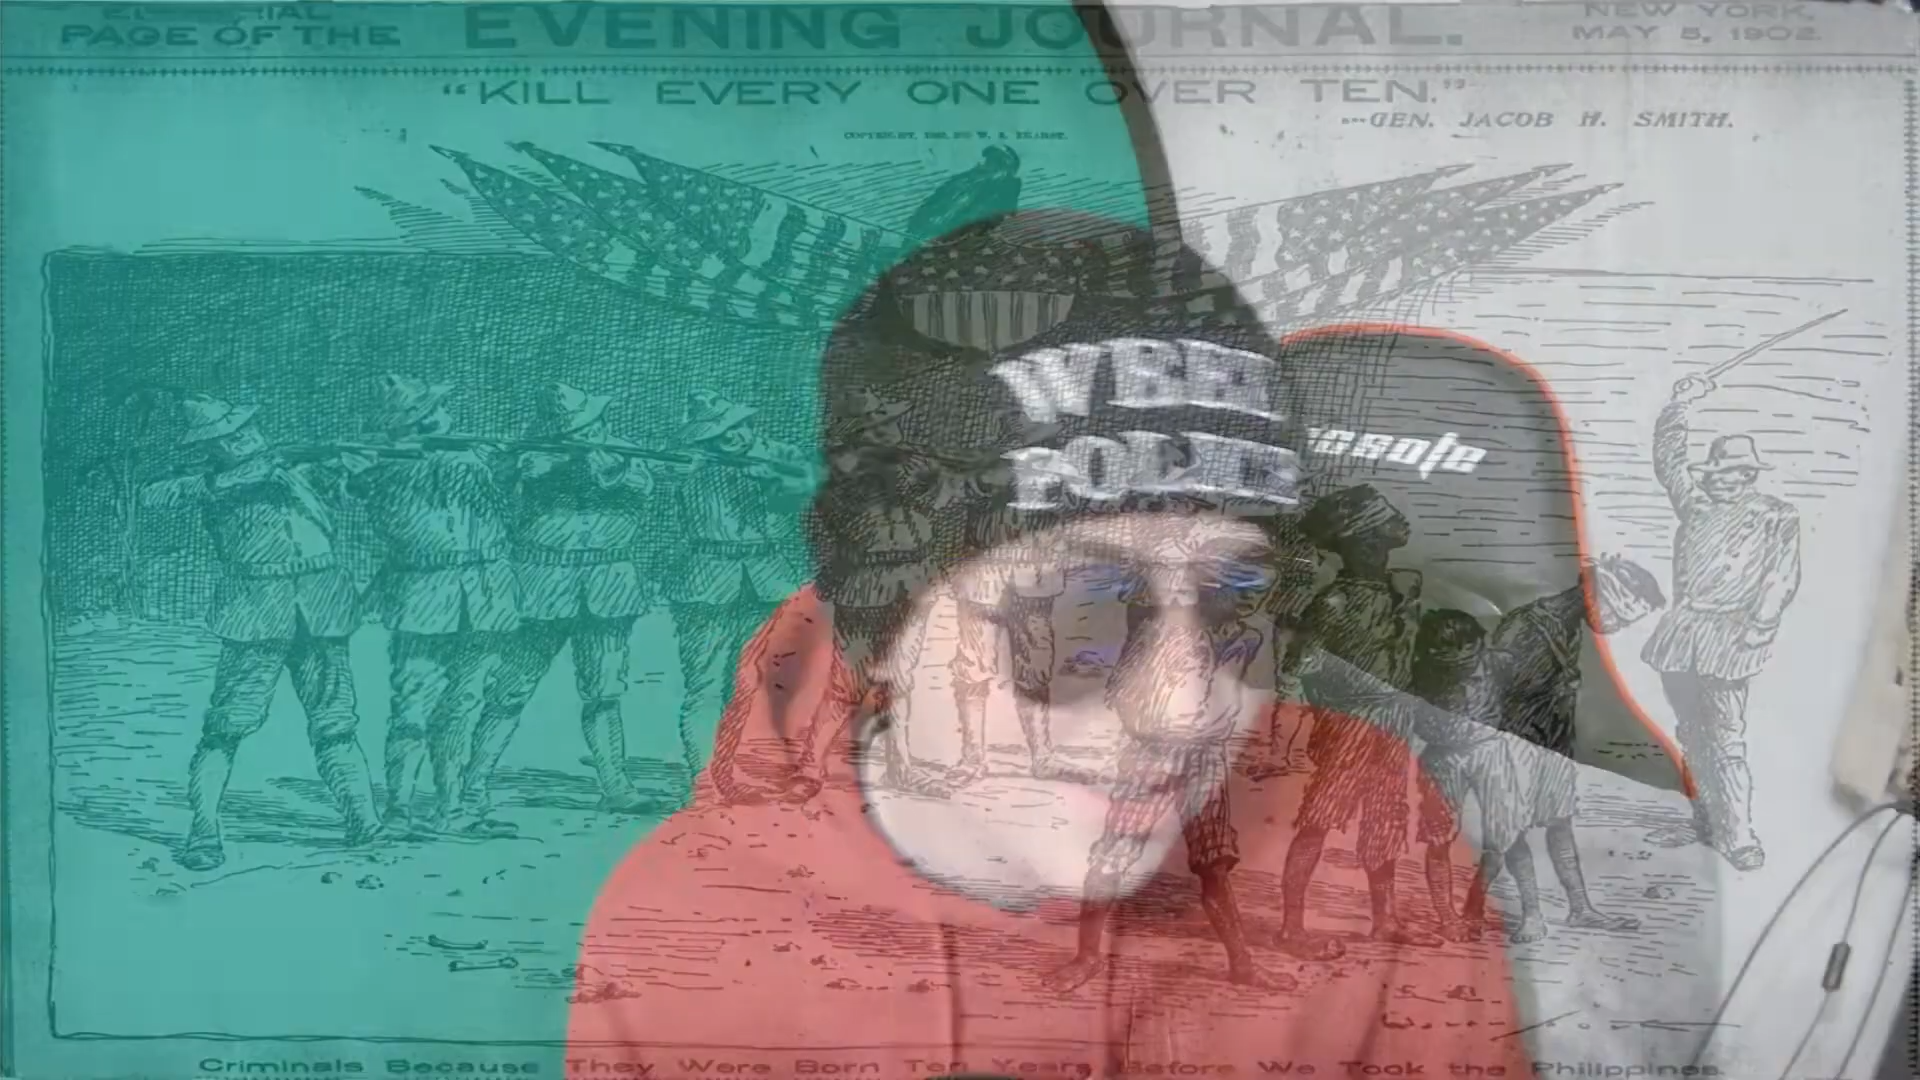 PAGE OF THE EVENING JOURNAL. NEW YORK,
MAY 5, 1902
"KILL EVERY ONE OVER TEN."
GEN. JACOB H. SMITH.
Criminals Because They Were Born Ten Years Before We Took the Philippines.